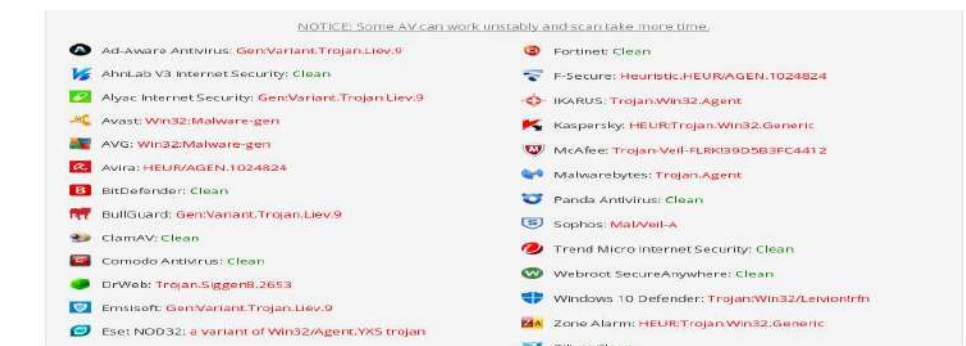 NOTICE: Some AV can work unstably and scan take more time.
Ad-Aware Antivirus: Gen:Variant.Trojan.Liev.9
AhnLab V3 Internet Security: Clean
Alyac Internet Security: Gen:Variant.Trojan.Liev.9
Avast: Win32:Malware-gen
AVG: Win32:Malware-gen
Avira: HEUR/AGEN.1024824
BitDefender: Clean
BullGuard: Gen:Variant.Trojan.Liev.9
ClamAV: Clean
Comodo Antivirus: Clean
DrWeb: Trojan.Siggen8.2653
Emsisoft: Gen:Variant.Trojan.Liev.9
Eset NOD32: a variant of Win32/Agent.YXS trojan
Fortinet: Clean
F-Secure: Heuristic.HEUR/AGEN.1024824
IKARUS: Trojan.Win32.Agent
Kaspersky: HEUR:Trojan.Win32.Generic
McAfee: Trojan-Veil-FLRK!39D5B3FC4412
Malwarebytes: Trojan.Agent
Panda Antivirus: Clean
Sophos: Mal/Veil-A
Trend Micro Internet Security: Clean
Webroot SecureAnywhere: Clean
Windows 10 Defender: Trojan:Win32/Leivion!rfn
Zone Alarm: HEUR:Trojan.Win32.Generic